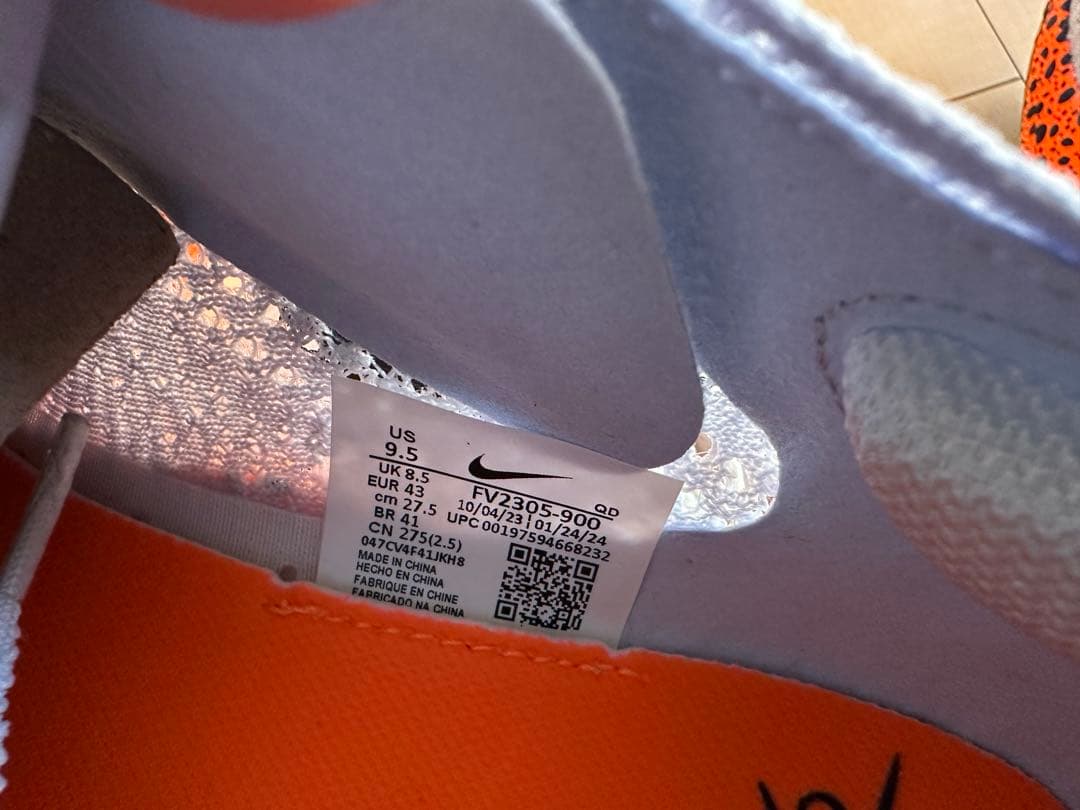 US
9.5
UK 8.5
EUR 43
cm 27.5
BR 41
CN 275(2.5)
047CV4F41JKH8
MADE IN CHINA
HECHO EN CHINA
FABRIQUE EN CHINE
FABRICADO NA CHINA
QD
FV2305-900
10/04/23 | 01/24/24
UPC 00197594668232